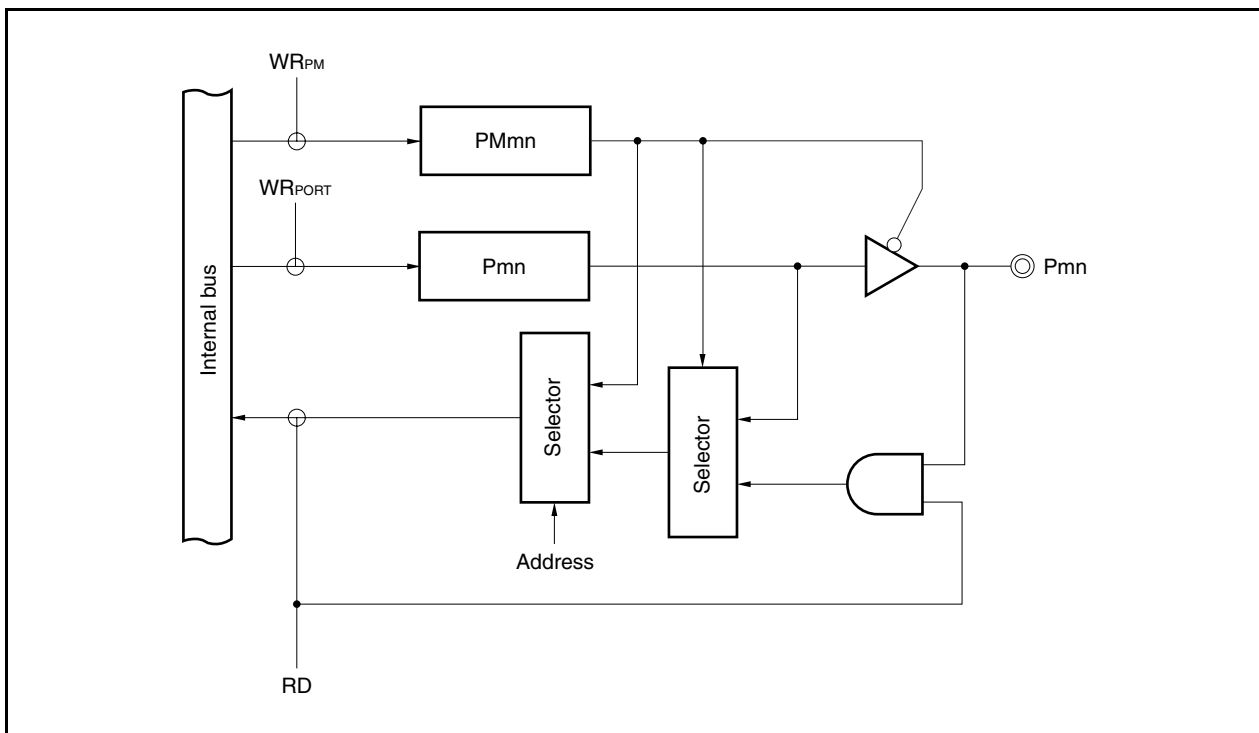 WRPM
PMmn
WRPORT
Pmn
Pmn
Internal bus
Selector
Selector
Address
RD